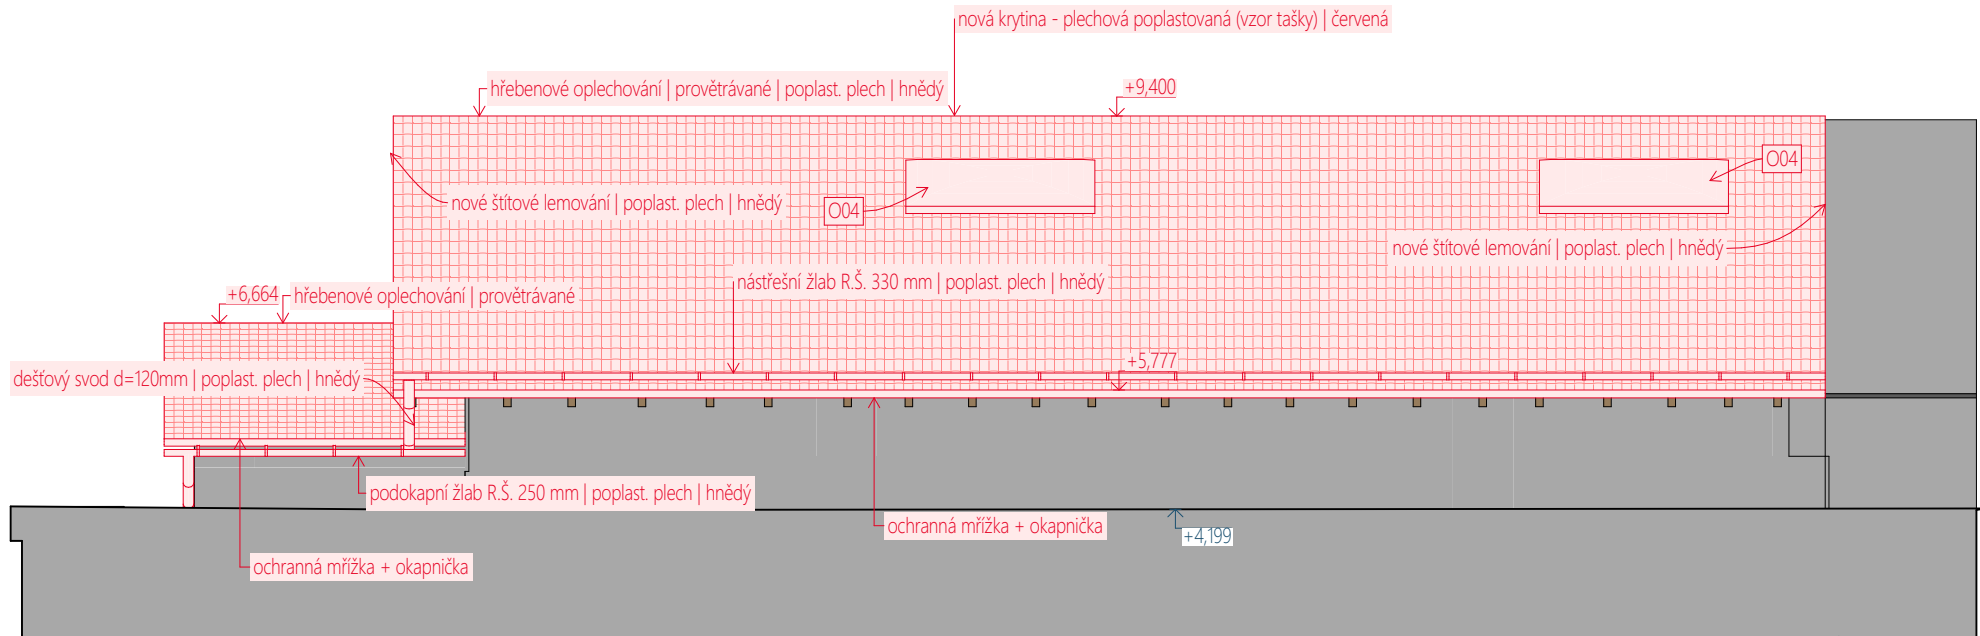 nová krytina - plechová poplastovaná (vzor tašky) | červená
hřebenové oplechování | provětrávané | poplast. plech | hnědý
+9,400
O04
nové štítové lemování | poplast. plech | hnědý
O04
nové štítové lemování | poplast. plech | hnědý
nástřešní žlab R.Š. 330 mm | poplast. plech | hnědý
+6,664
hřebenové oplechování | provětrávané
+5,777
dešťový svod d=120mm | poplast. plech | hnědý
podokapní žlab R.Š. 250 mm | poplast. plech | hnědý
ochranná mřížka + okapnička
+4,199
ochranná mřížka + okapnička